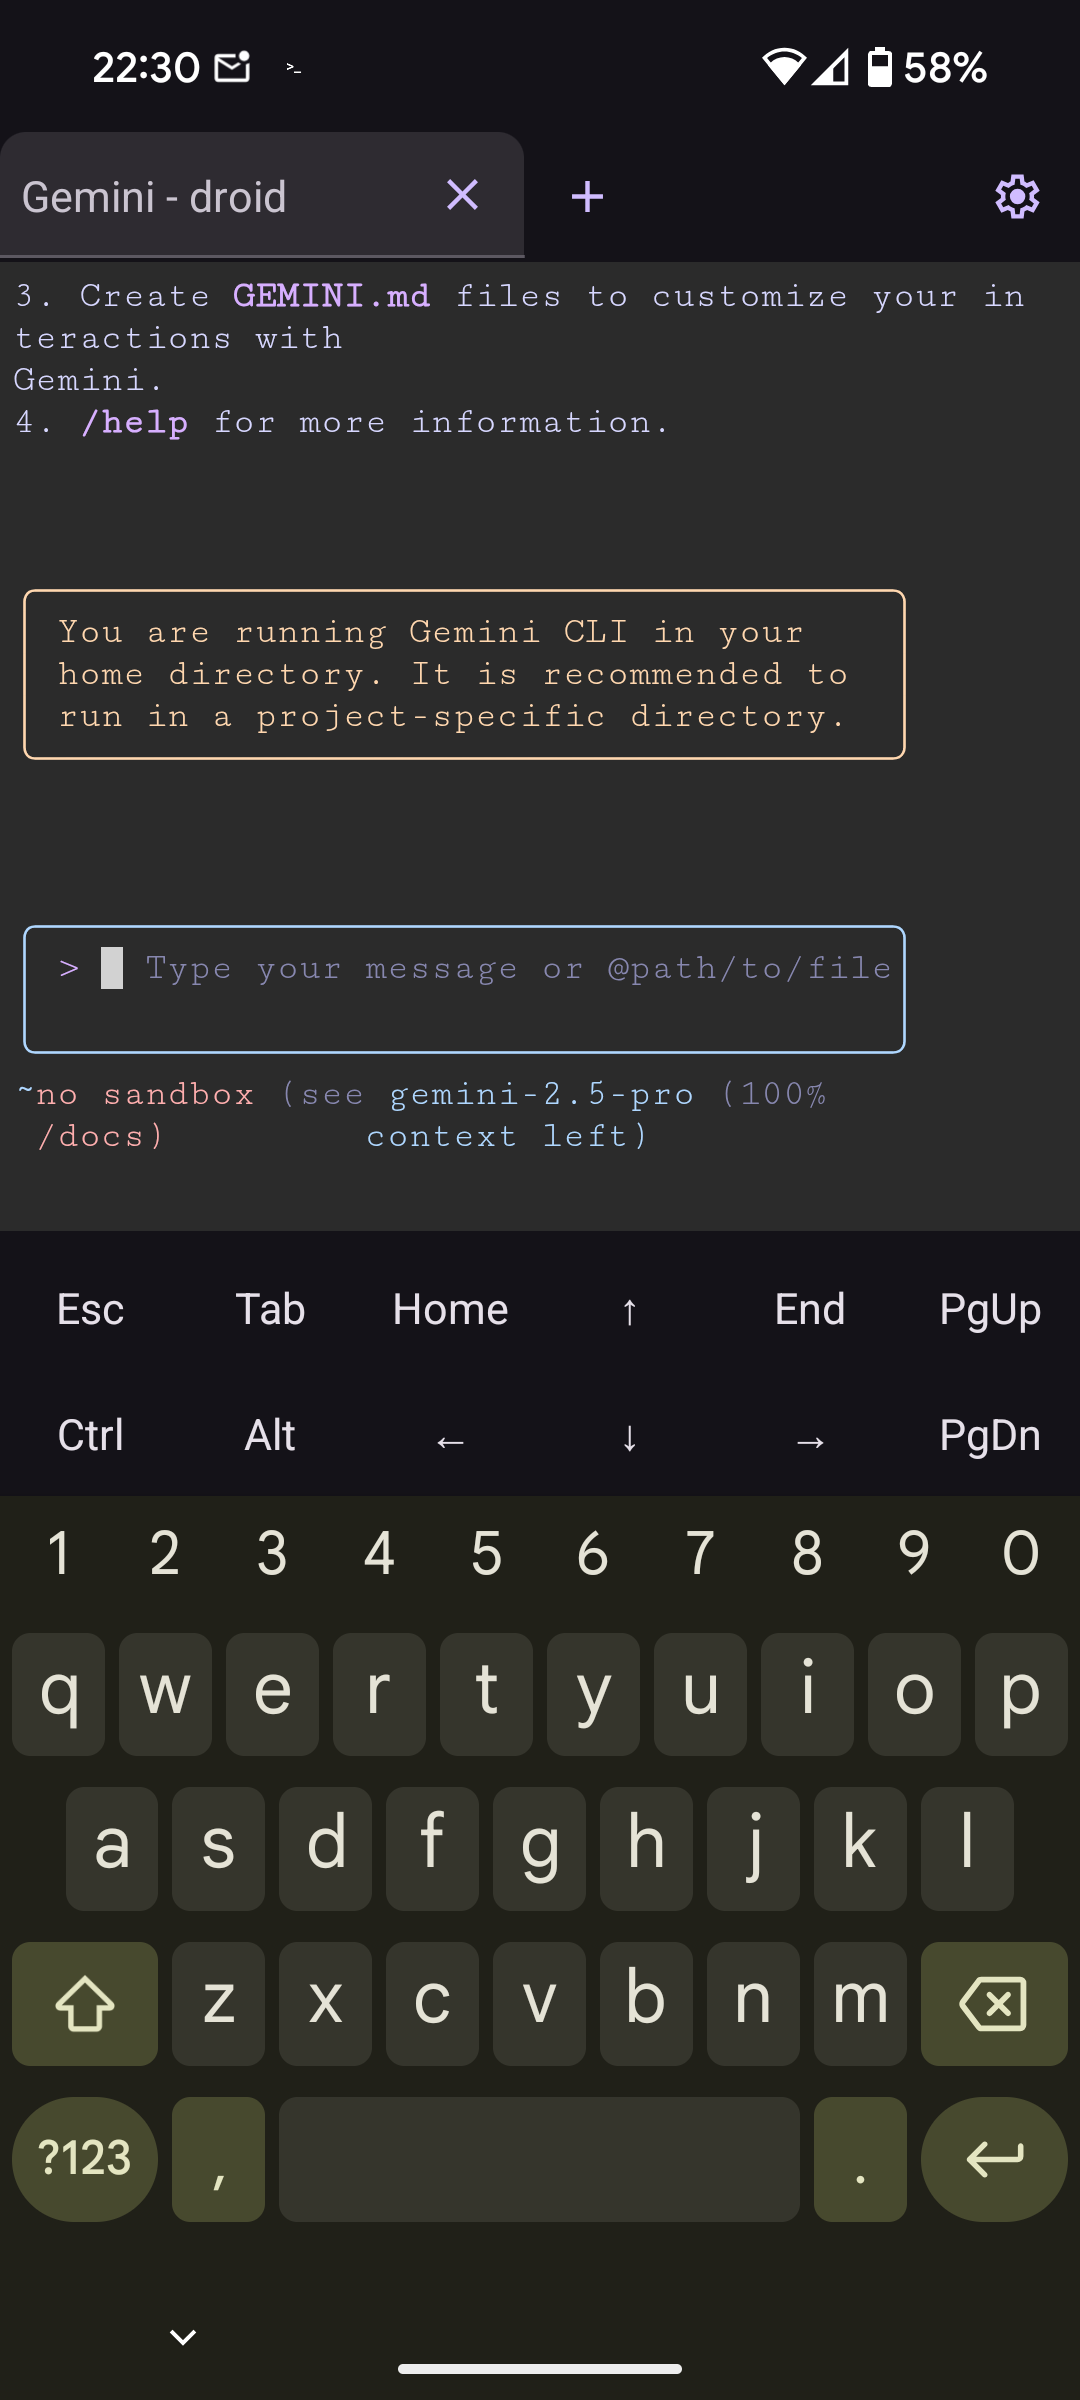 22:30 >_ 58%
Gemini - droid
3. Create GEMINI.md files to customize your in
teractions with
Gemini.
4. /help for more information.
You are running Gemini CLI in your
home directory. It is recommended to
run in a project-specific directory.
> Type your message or @path/to/file
~no sandbox (see gemini-2.5-pro (100%
/docs) context left)
Esc Tab Home ↑ End PgUp
Ctrl Alt ← ↓ → PgDn
1 2 3 4 5 6 7 8 9 0
q w e r t y u i o p
a s d f g h j k l
z x c v b n m
?123 , .